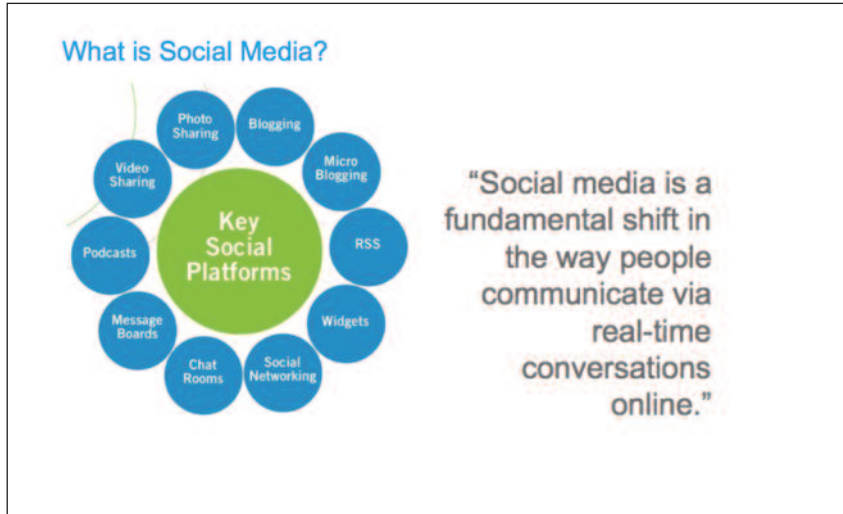 What is Social Media?
Photo
Sharing
Blogging
Micro
Blogging
RSS
Widgets
Social
Networking
Chat
Rooms
Message
Boards
Podcasts
Video
Sharing
Key
Social
Platforms
“Social media is a
fundamental shift in
the way people
communicate via
real-time
conversations
online.”